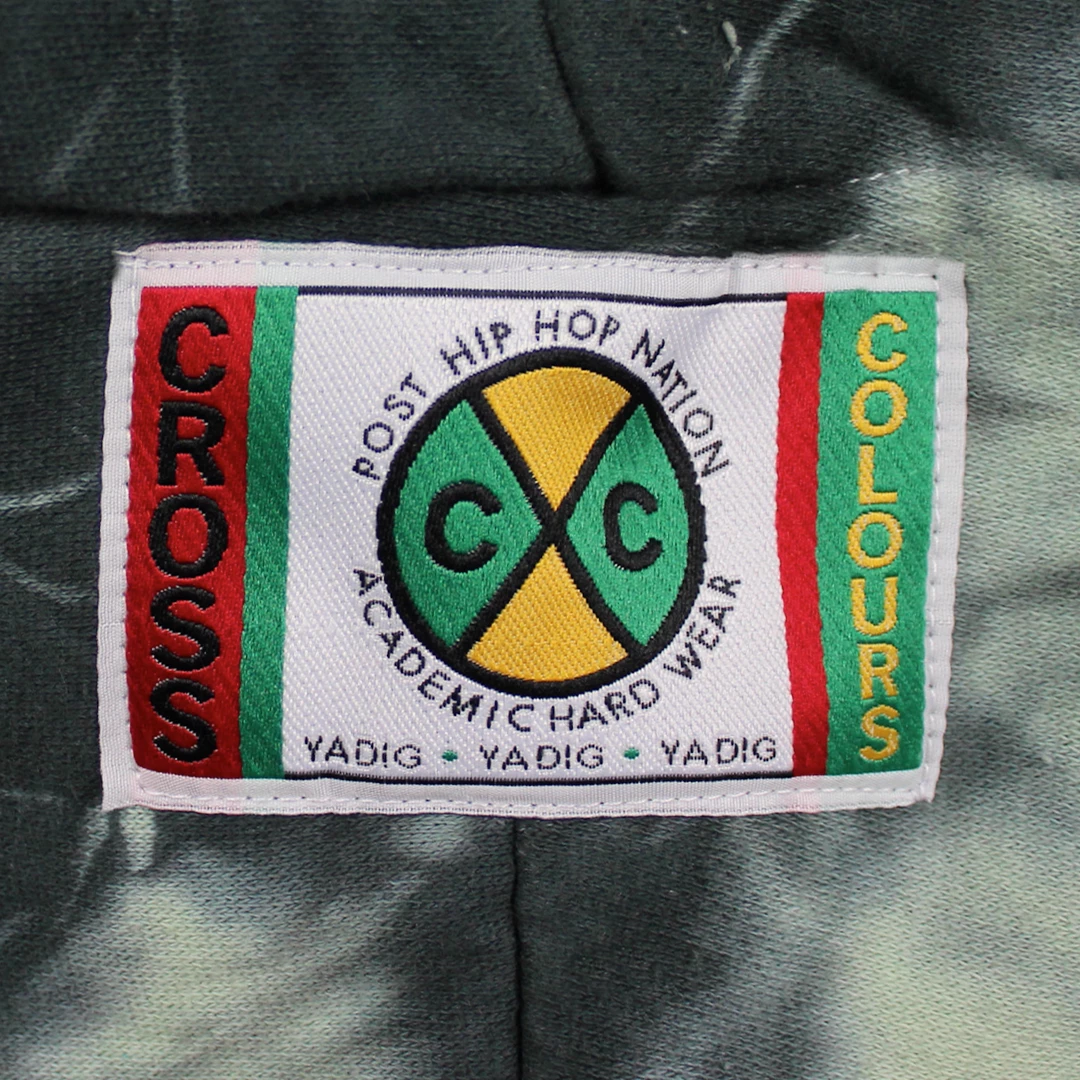 CROSS
POST HIP HOP NATION
C C
ACADEMIC HARD WEAR
YADIG • YADIG • YADIG
COLOURS